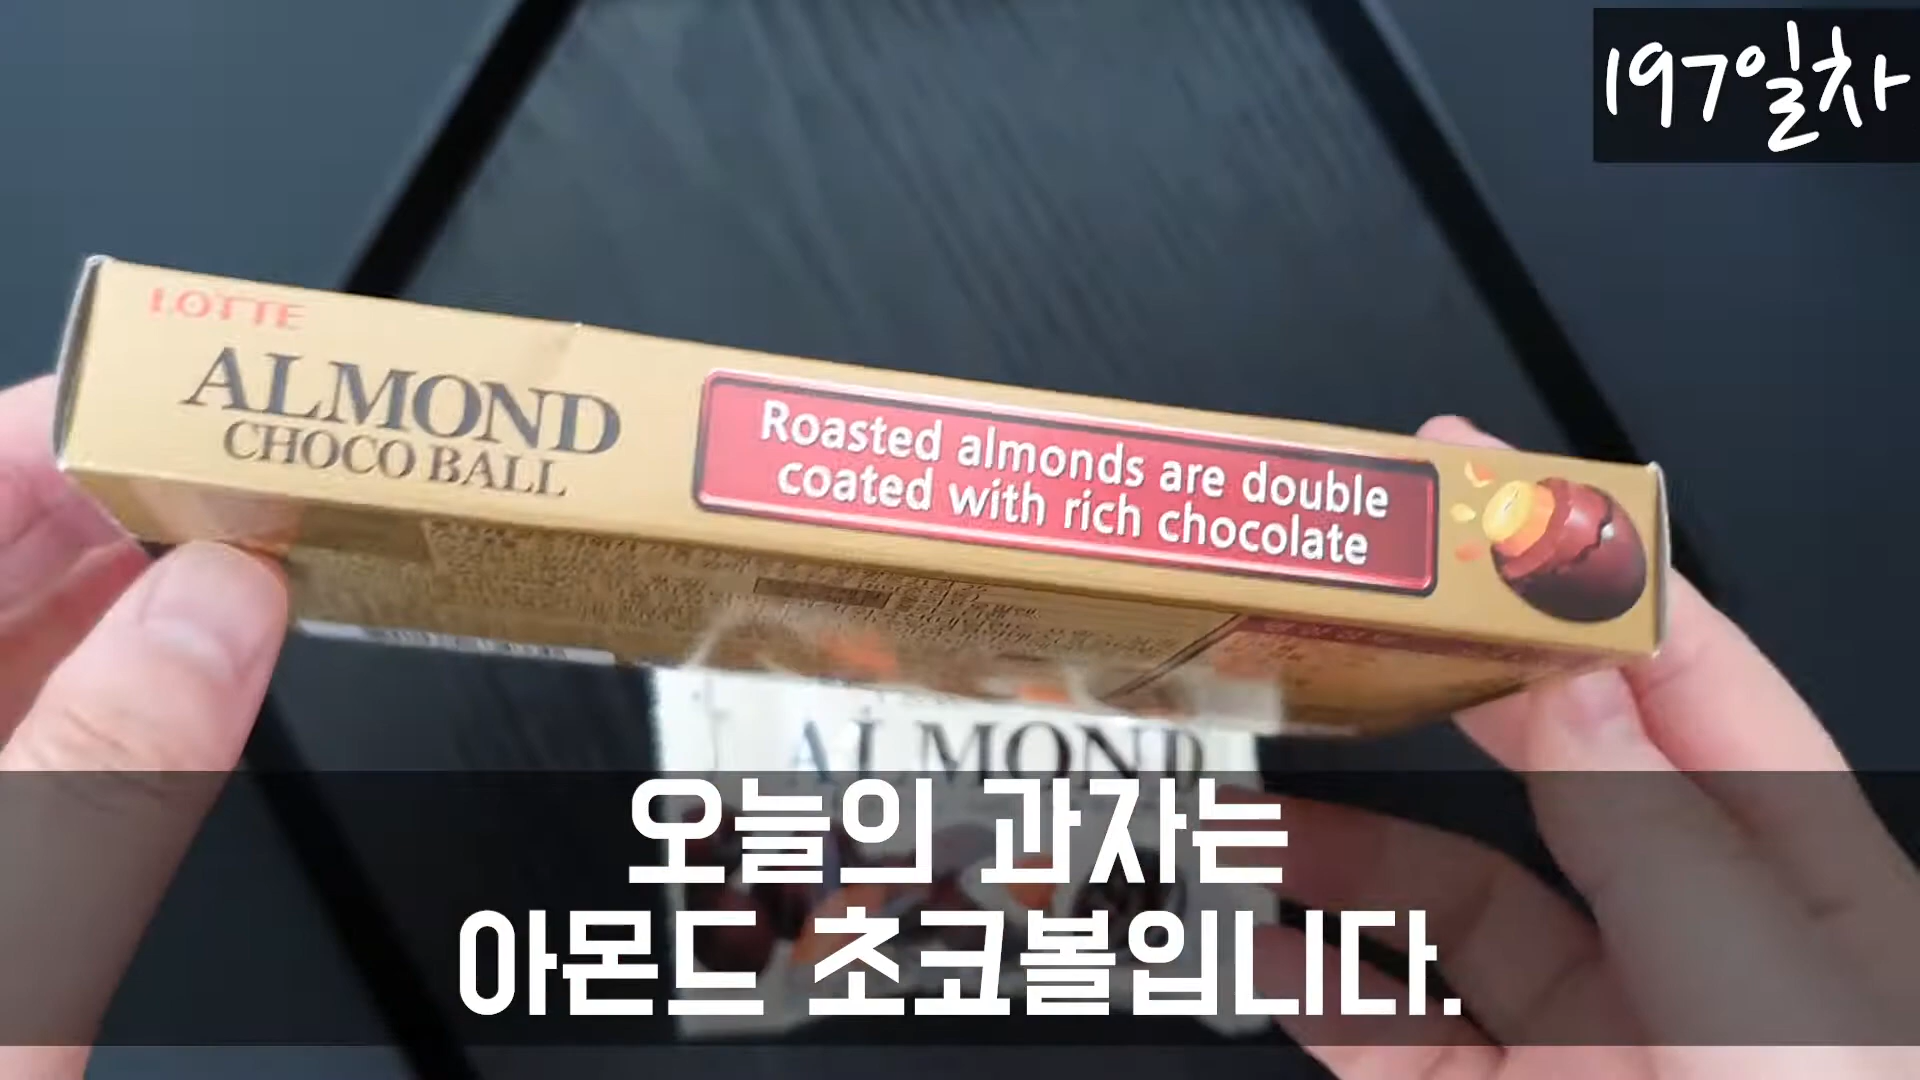 197일차
LOTTE
ALMOND
CHOCO BALL
Roasted almonds are double
coated with rich chocolate
ALMOND
오늘의 과자는
아몬드 초코볼입니다.